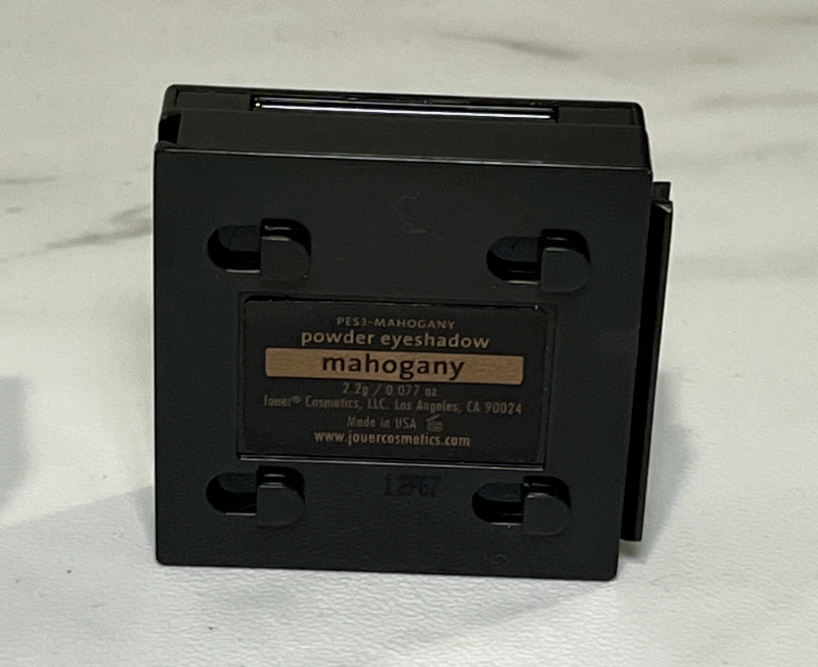 PES3-MAHOGANY
powder eyeshadow
mahogany
2.2g / 0.077 oz.
Jouer® Cosmetics, LLC. Los Angeles, CA 90024
Made in USA
www.jouercosmetics.com